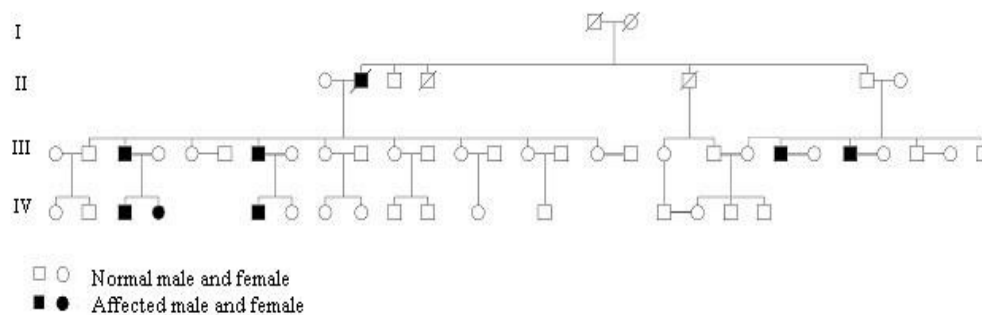 I
II
III
IV
Normal male and female
Affected male and female